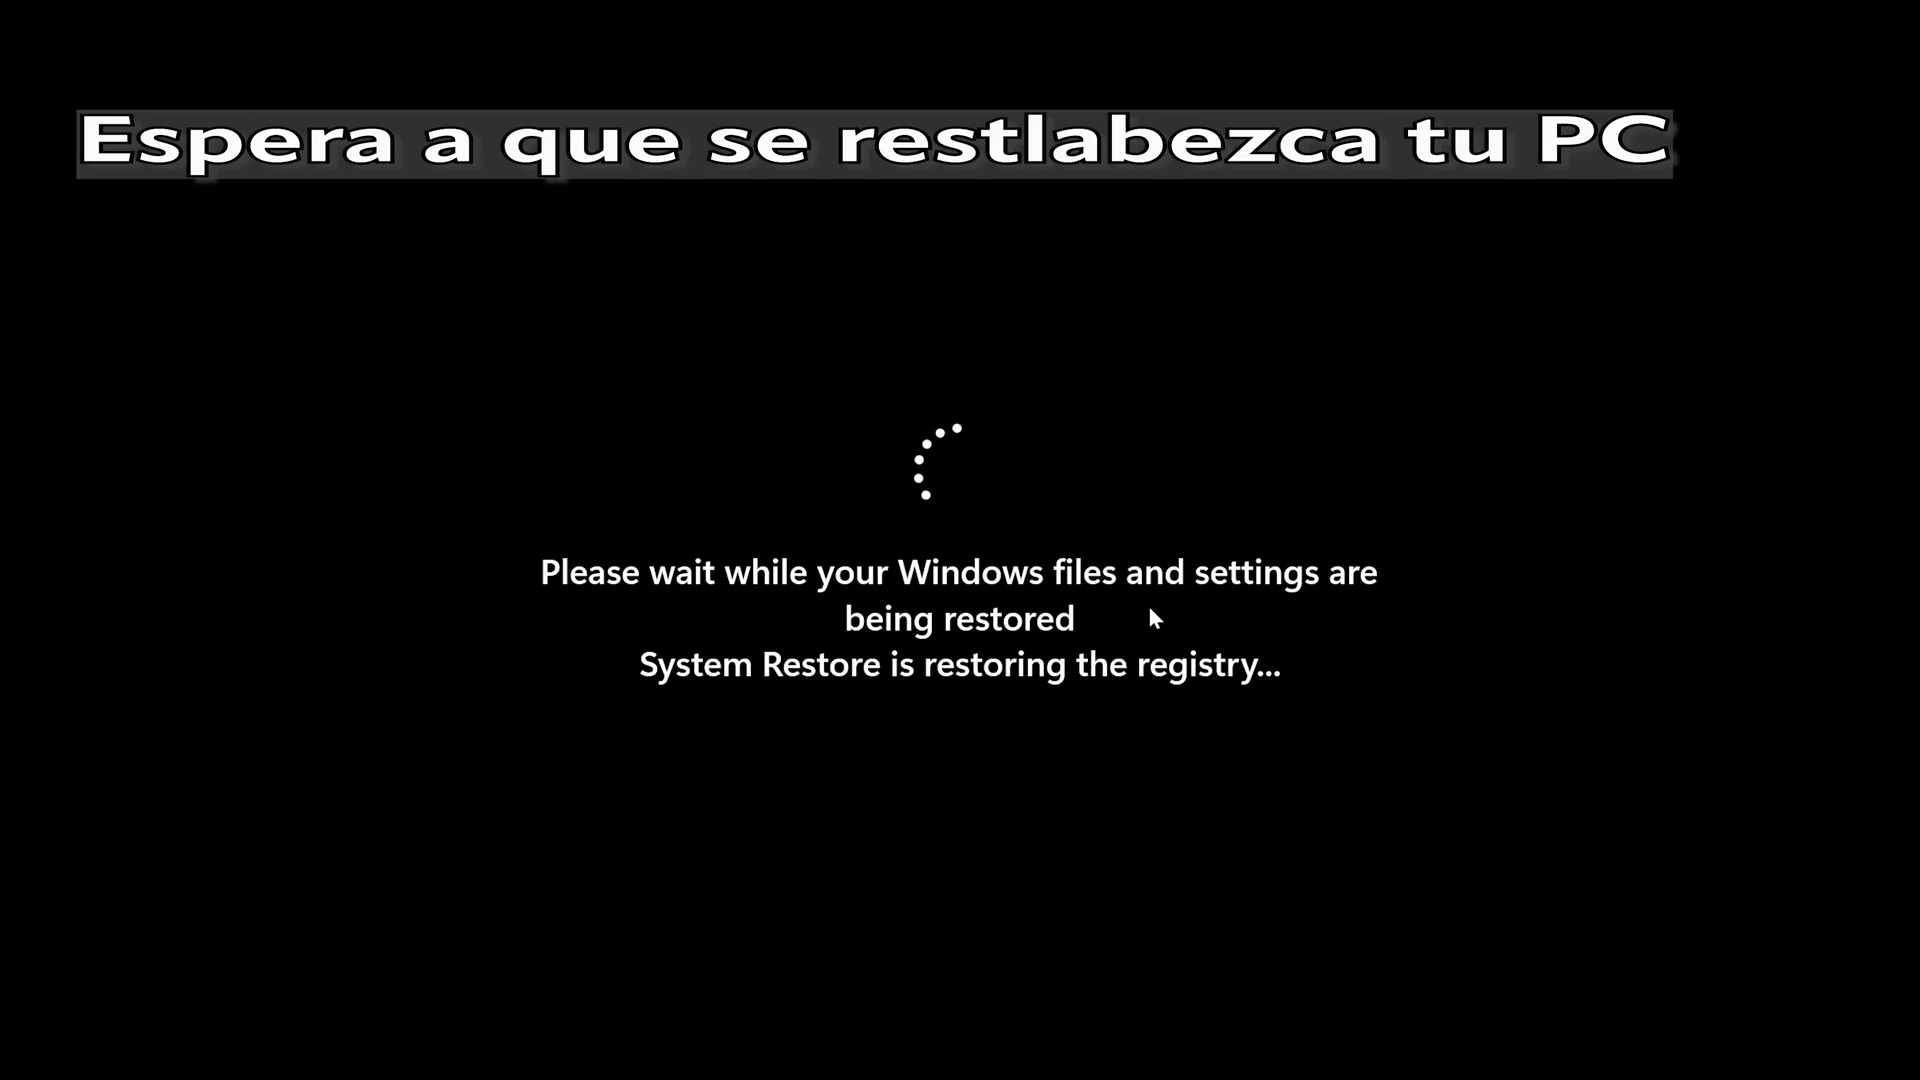 Espera a que se restlabezca tu PC
Please wait while your Windows files and settings are
being restored
System Restore is restoring the registry...